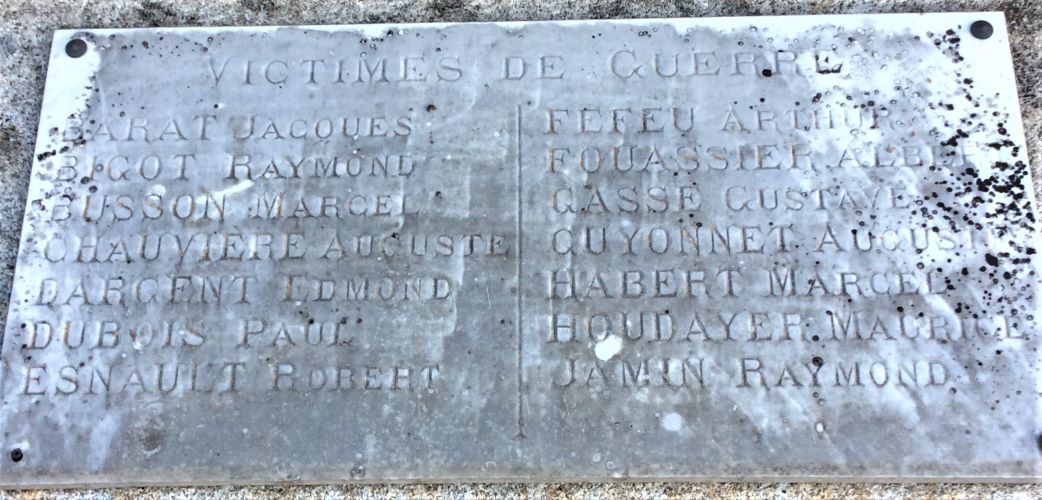 VICTIMES DE GUERRE
BARAT JACQUES
BIGOT RAYMOND
BUSSON MARCEL
CHAUVIÈRE AUGUSTE
DARGENT EDMOND
DUBOIS PAUL
ESNAULT ROBERT
FEFEU ARTHUR
FOUASSIER ALBERT
GASSE GUSTAVE
GUYONNET AUGUSTE
HABERT MARCEL
HOUDAYER MAURICE
JAMIN RAYMOND